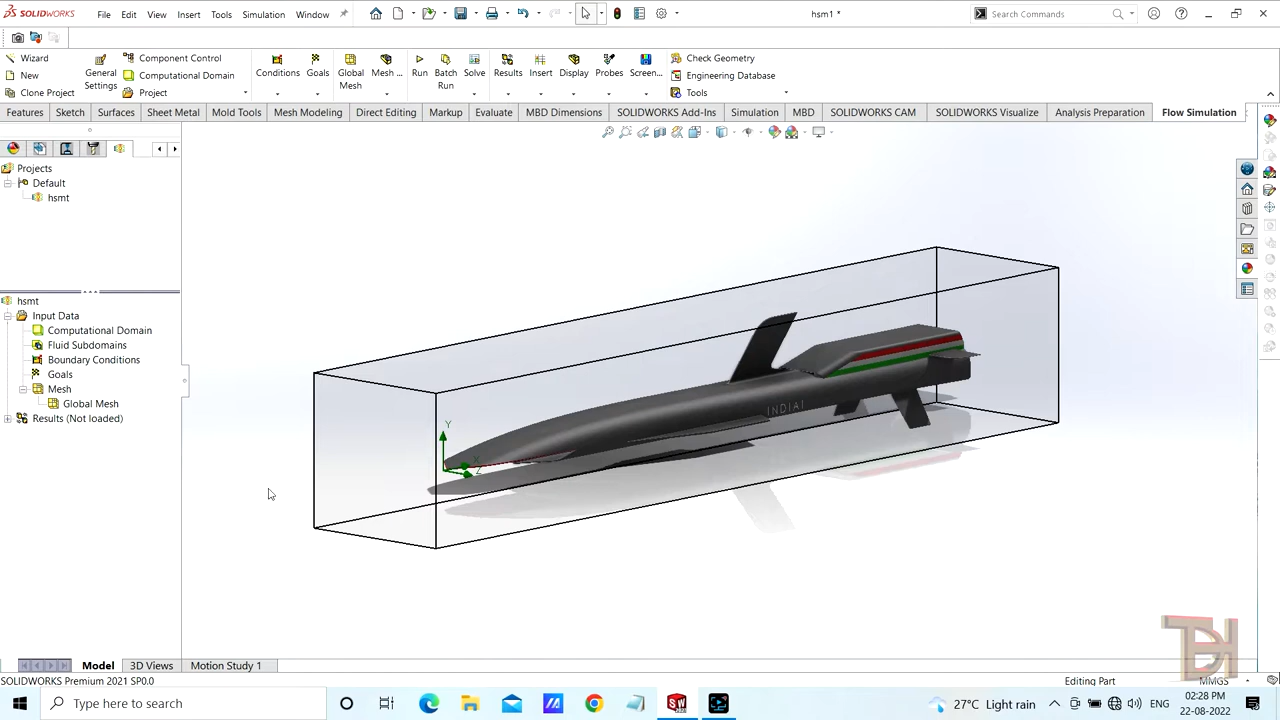 SOLIDWORKS File Edit View Insert Tools Simulation Window hsm1 * Search Commands
Wizard
New
Clone Project
General Settings
Component Control
Computational Domain
Project
Conditions
Goals
Global Mesh
Mesh ...
Run
Batch Run
Solve
Results
Insert
Display
Probes
Screen...
Check Geometry
Engineering Database
Tools
Features Sketch Surfaces Sheet Metal Mold Tools Mesh Modeling Direct Editing Markup Evaluate MBD Dimensions SOLIDWORKS Add-Ins Simulation MBD SOLIDWORKS CAM SOLIDWORKS Visualize Analysis Preparation Flow Simulation
Projects
Default
hsmt
hsmt
Input Data
Computational Domain
Fluid Subdomains
Boundary Conditions
Goals
Mesh
Global Mesh
Results (Not loaded)
Y
X
Z
INDIA
Model 3D Views Motion Study 1
SOLIDWORKS Premium 2021 SP0.0 Editing Part MMGS
Type here to search 27°C Light rain ENG 02:28 PM
22-08-2022